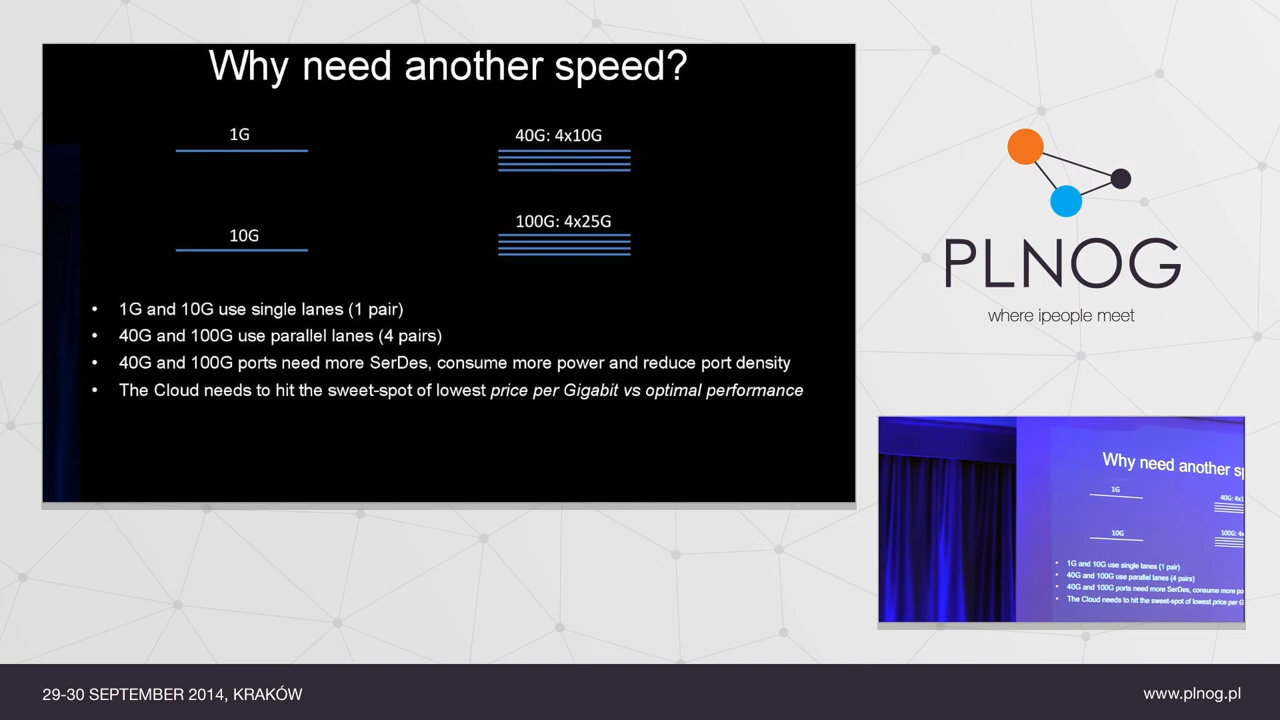 Why need another speed?
1G
40G: 4x10G
10G
100G: 4x25G
• 1G and 10G use single lanes (1 pair)
• 40G and 100G use parallel lanes (4 pairs)
• 40G and 100G ports need more SerDes, consume more power and reduce port density
• The Cloud needs to hit the sweet-spot of lowest price per Gigabit vs optimal performance
PLNOG
where ipeople meet
Why need another sp
1G
40G: 4x1
10G
100G: 4x
• 1G and 10G use single lanes (1 pair)
• 40G and 100G use parallel lanes (4 pairs)
• 40G and 100G ports need more SerDes, consume more po
• The Cloud needs to hit the sweet-spot of lowest price per G
29-30 SEPTEMBER 2014, KRAKÓW
www.plnog.pl